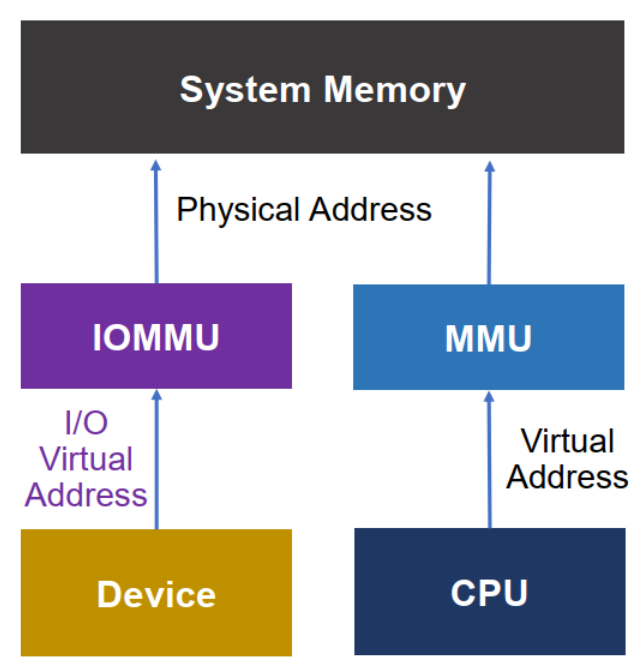 System Memory
Physical Address
IOMMU
MMU
I/O
Virtual
Address
Virtual
Address
Device
CPU